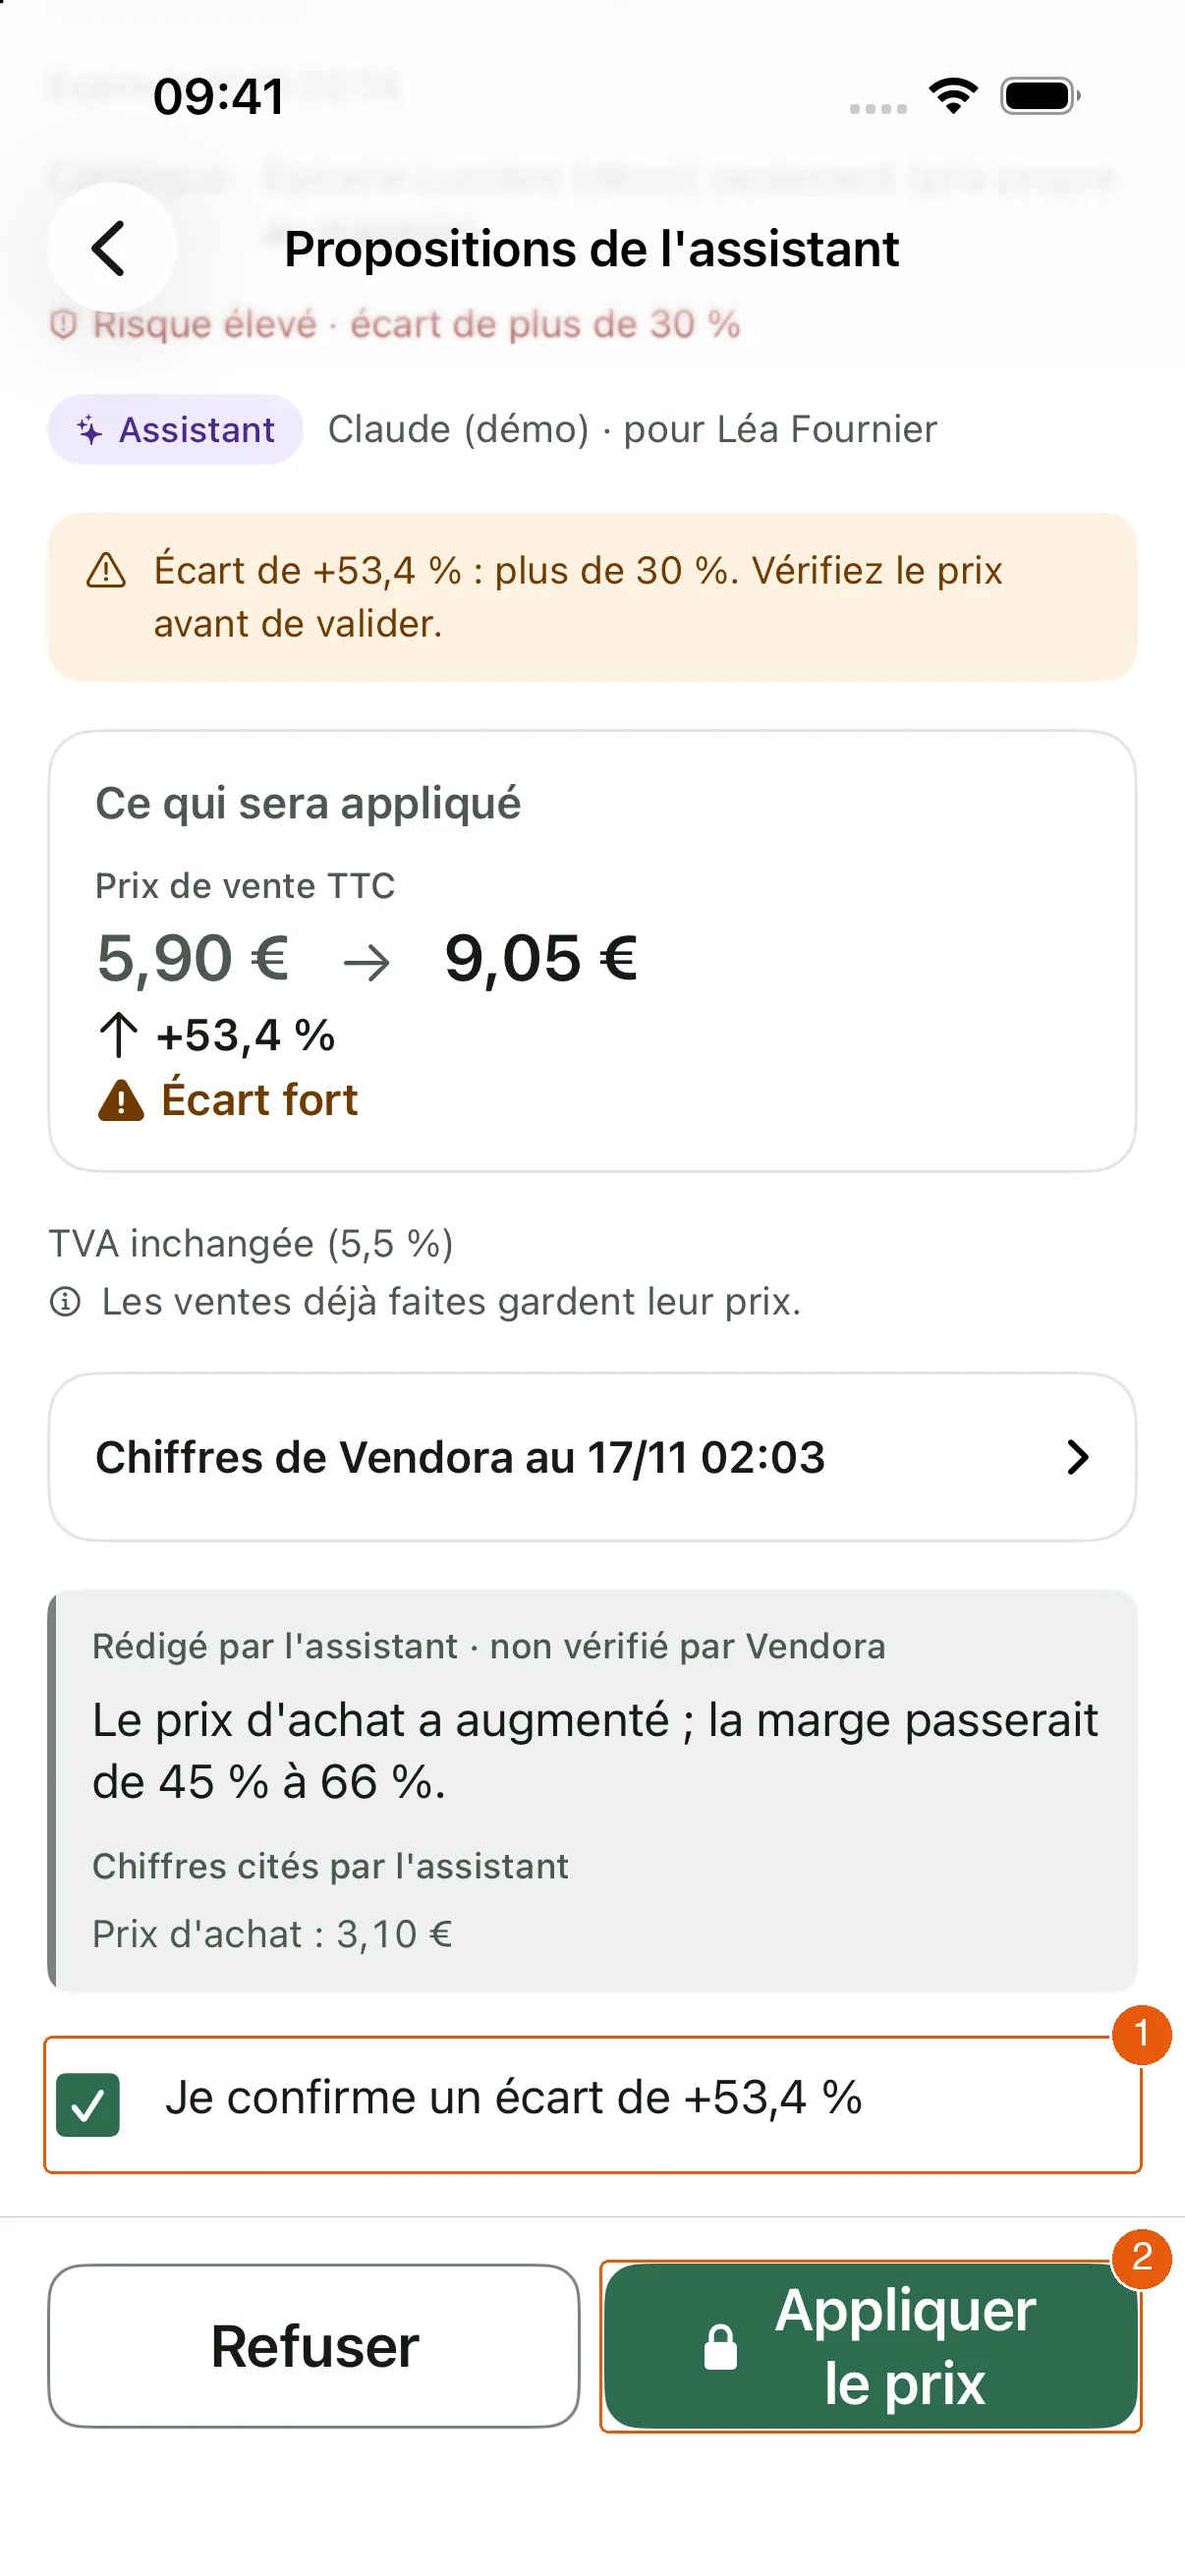 09:41
Propositions de l'assistant
Risque élevé · écart de plus de 30 %
Assistant
Claude (démo) · pour Léa Fournier
Écart de +53,4 % : plus de 30 %. Vérifiez le prix
avant de valider.
Ce qui sera appliqué
Prix de vente TTC
5,90 € → 9,05 €
↑ +53,4 %
Écart fort
TVA inchangée (5,5 %)
Les ventes déjà faites gardent leur prix.
Chiffres de Vendora au 17/11 02:03
Rédigé par l'assistant · non vérifié par Vendora
Le prix d'achat a augmenté ; la marge passerait
de 45 % à 66 %.
Chiffres cités par l'assistant
Prix d'achat : 3,10 €
1
Je confirme un écart de +53,4 %
2
Refuser
Appliquer
le prix